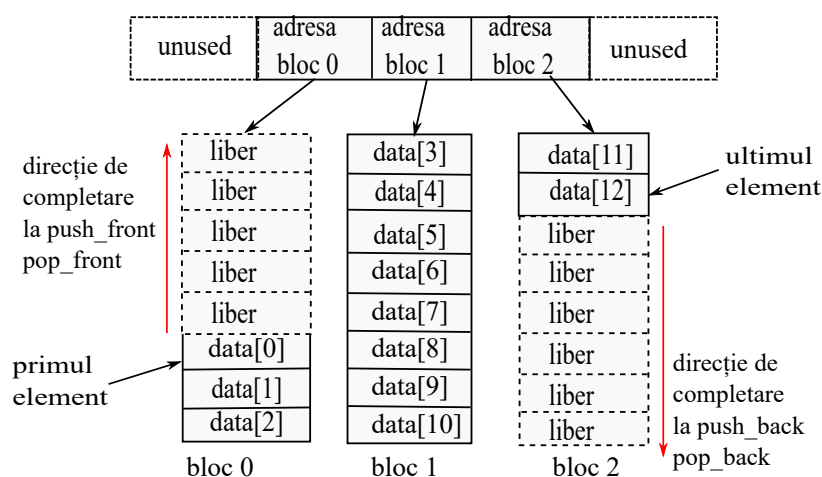 unused
adresa
bloc 0
adresa
bloc 1
adresa
bloc 2
unused
direcție de
completare
la push_front
pop_front
primul
element
liber
liber
liber
liber
liber
data[0]
data[1]
data[2]
bloc 0
data[3]
data[4]
data[5]
data[6]
data[7]
data[8]
data[9]
data[10]
bloc 1
data[11]
data[12]
liber
liber
liber
liber
liber
liber
bloc 2
ultimul
element
direcție de
completare
la push_back
pop_back